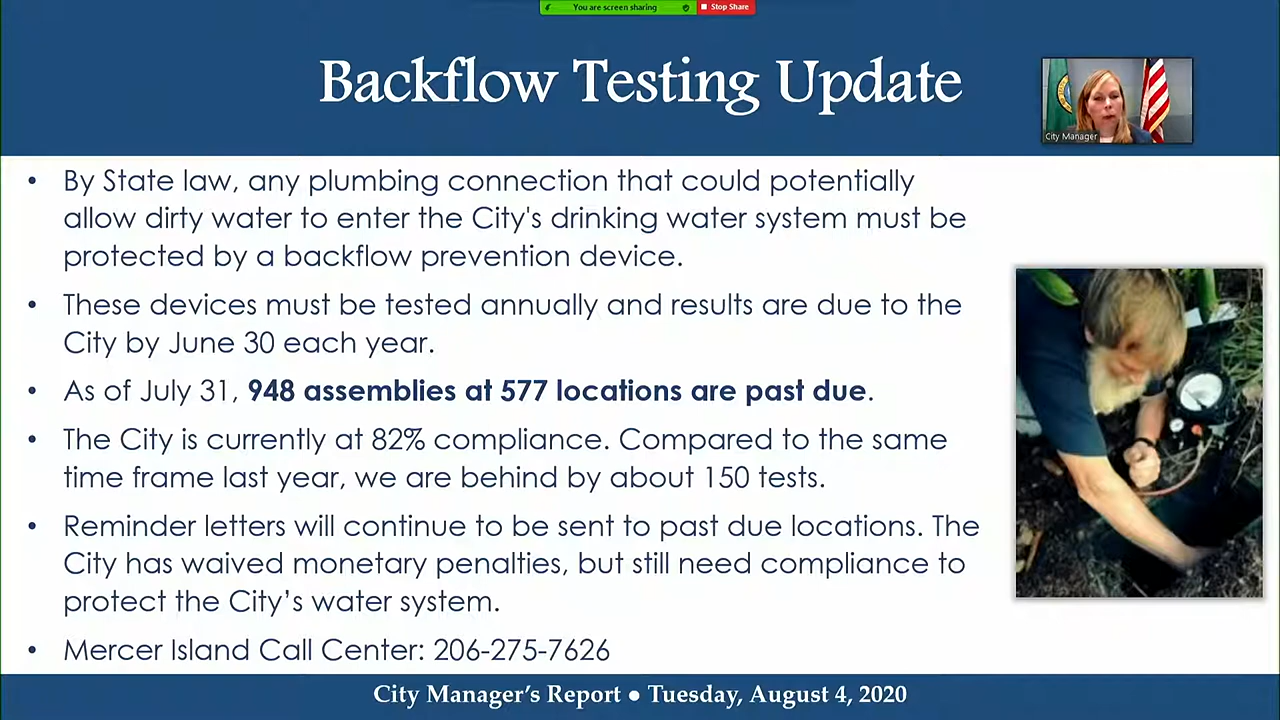 You are screen sharing
Stop Share
Backflow Testing Update
City Manager
• By State law, any plumbing connection that could potentially
allow dirty water to enter the City's drinking water system must be
protected by a backflow prevention device.
• These devices must be tested annually and results are due to the
City by June 30 each year.
• As of July 31, 948 assemblies at 577 locations are past due.
• The City is currently at 82% compliance. Compared to the same
time frame last year, we are behind by about 150 tests.
• Reminder letters will continue to be sent to past due locations. The
City has waived monetary penalties, but still need compliance to
protect the City’s water system.
• Mercer Island Call Center: 206-275-7626
City Manager’s Report ● Tuesday, August 4, 2020